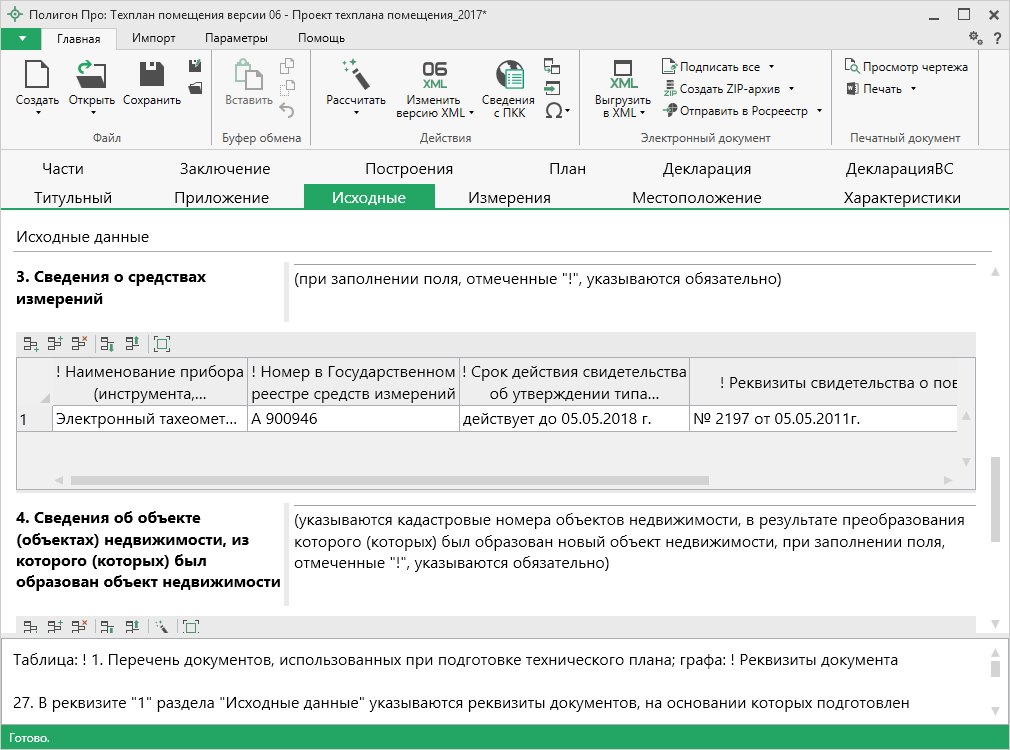 Полигон Про: Техплан помещения версии 06 - Проект техплана помещения_2017*
Главная Импорт Параметры Помощь
?
Создать Открыть Сохранить
Файл
Вставить
Буфер обмена
Рассчитать
06 XML
Изменить
версию XML
Сведения
с ПКК
Ω
Действия
XML
Выгрузить
в XML
Подписать все
ZIP Создать ZIP-архив
Отправить в Росреестр
Электронный документ
Просмотр чертежа
W Печать
Печатный документ
Части Заключение Построения План Декларация ДекларацияВС
Титульный Приложение Исходные Измерения Местоположение Характеристики
Исходные данные
3. Сведения о средствах
измерений
(при заполнении поля, отмеченные "!", указываются обязательно)
! Наименование прибора
(инструмента,...
! Номер в Государственном
реестре средств измерений
! Срок действия свидетельства
об утверждении типа...
! Реквизиты свидетельства о пов
1 Электронный тахеомет... А 900946 действует до 05.05.2018 г. № 2197 от 05.05.2011г.
4. Сведения об объекте
(объектах) недвижимости, из
которого (которых) был
образован объект недвижимости
(указываются кадастровые номера объектов недвижимости, в результате преобразования
которого (которых) был образован новый объект недвижимости, при заполнении поля,
отмеченные "!", указываются обязательно)
Таблица: ! 1. Перечень документов, использованных при подготовке технического плана; графа: ! Реквизиты документа
27. В реквизите "1" раздела "Исходные данные" указываются реквизиты документов, на основании которых подготовлен
Готово.